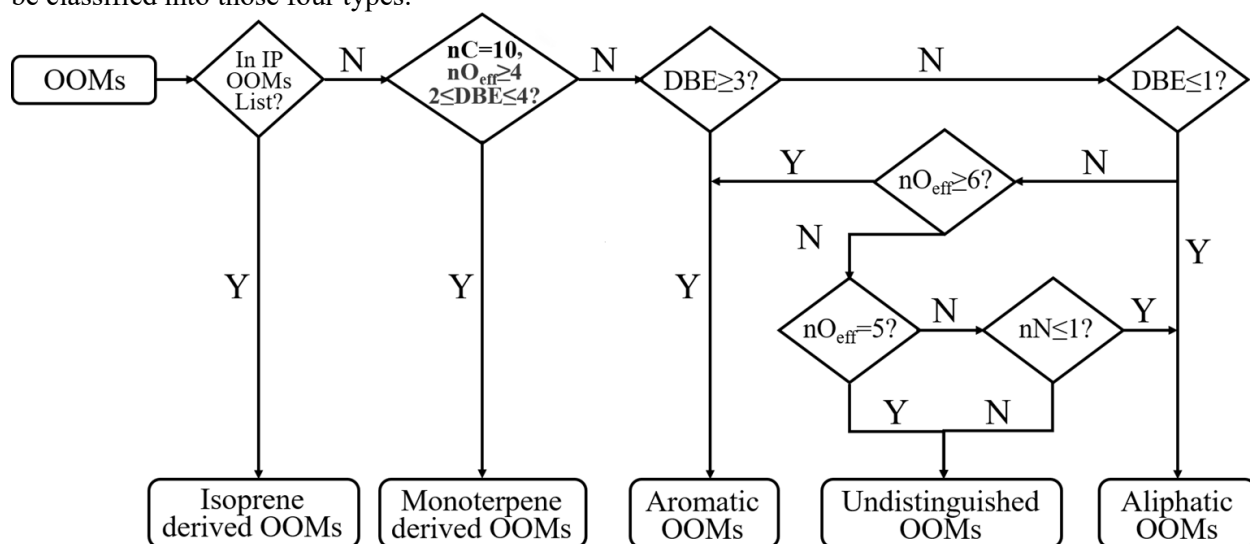 be classified into those four types.
OOMs
In IP
OOMs
List?
N
nC=10,
nOeff≥4
2≤DBE≤4?
N
DBE≥3?
N
DBE≤1?
Y
nOeff≥6?
N
N
Y
Y
Y
Y
nOeff=5?
N
nN≤1?
Y
Y
N
Isoprene
derived OOMs
Monoterpene
derived OOMs
Aromatic
OOMs
Undistinguished
OOMs
Aliphatic
OOMs